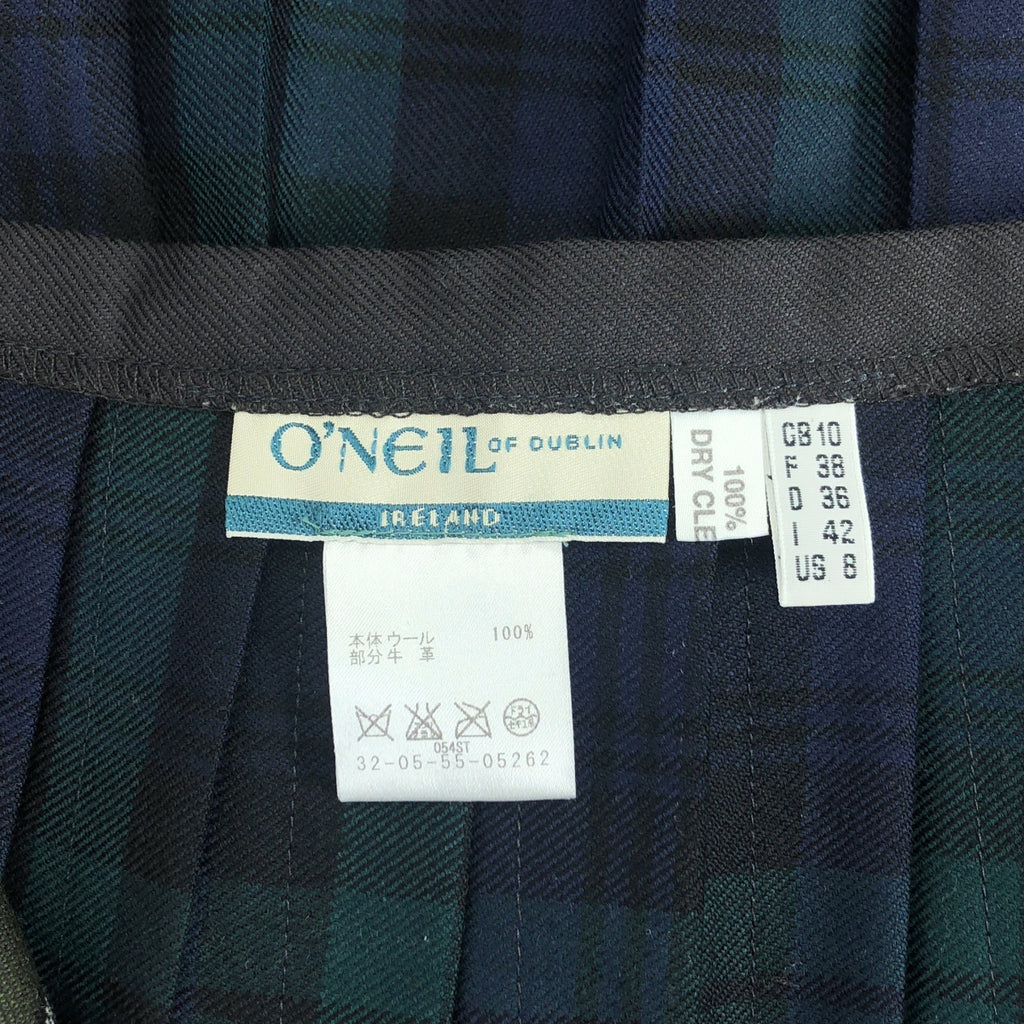 O'NEIL OF DUBLIN
IRELAND
100%
DRY CLE
GB 10
F 38
D 36
I 42
US 8
本体 ウール 100%
部分 牛 革
054ST
32-05-55-05262